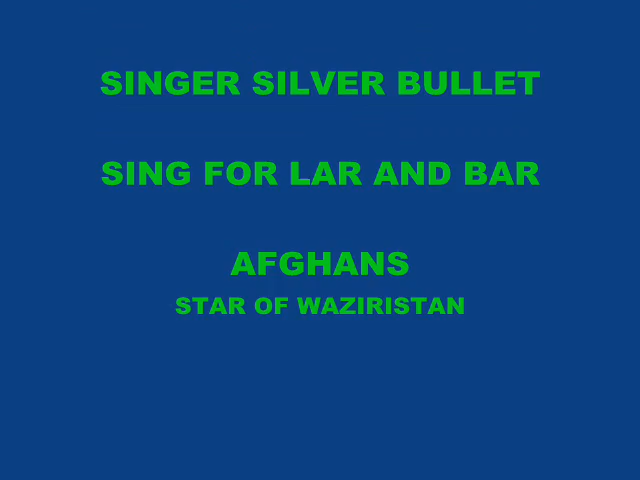 SINGER SILVER BULLET
SING FOR LAR AND BAR
AFGHANS
STAR OF WAZIRISTAN